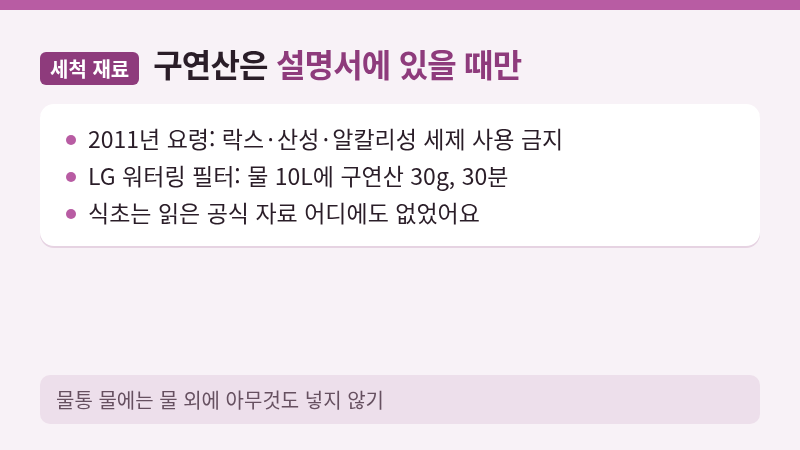 세척 재료 구연산은 설명서에 있을 때만
2011년 요령: 락스·산성·알칼리성 세제 사용 금지
LG 워터링 필터: 물 10L에 구연산 30g, 30분
식초는 읽은 공식 자료 어디에도 없었어요
물통 물에는 물 외에 아무것도 넣지 않기